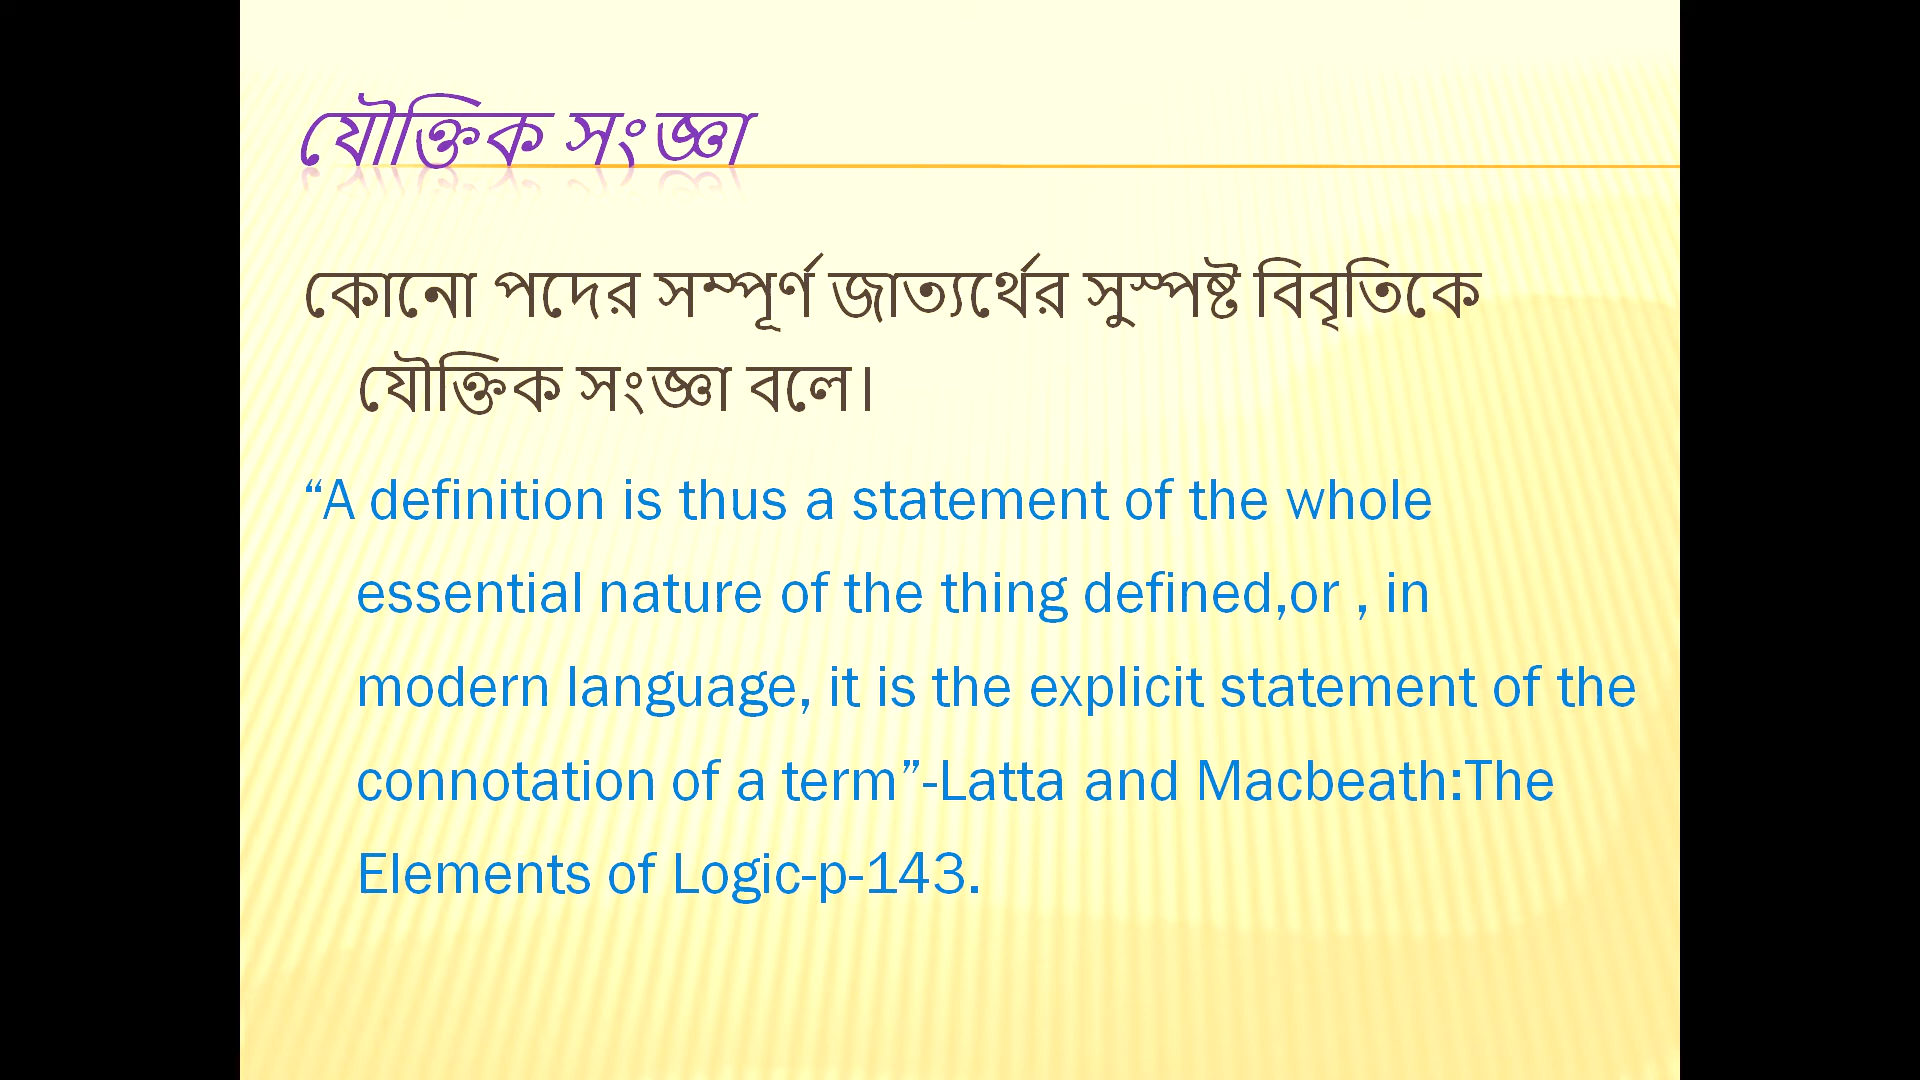 যৌক্তিক সংজ্ঞা
কোনো পদের সম্পূর্ণ জাত্যর্থের সুস্পষ্ট বিবৃতিকে
যৌক্তিক সংজ্ঞা বলে।
“A definition is thus a statement of the whole
essential nature of the thing defined,or , in
modern language, it is the explicit statement of the
connotation of a term”-Latta and Macbeath:The
Elements of Logic-p-143.